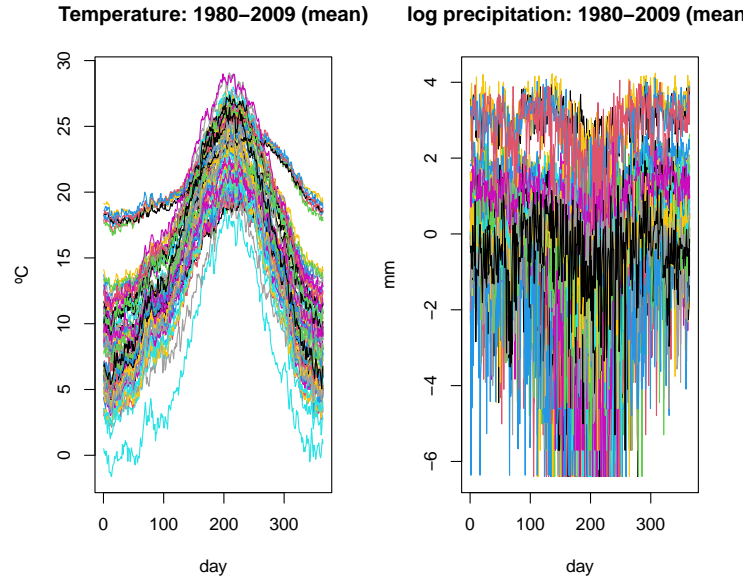 Temperature: 1980−2009 (mean)
ºC
30
25
20
15
10
5
0
0 100 200 300
day
log precipitation: 1980−2009 (mean
mm
4
2
0
−2
−4
−6
0 100 200 300
day